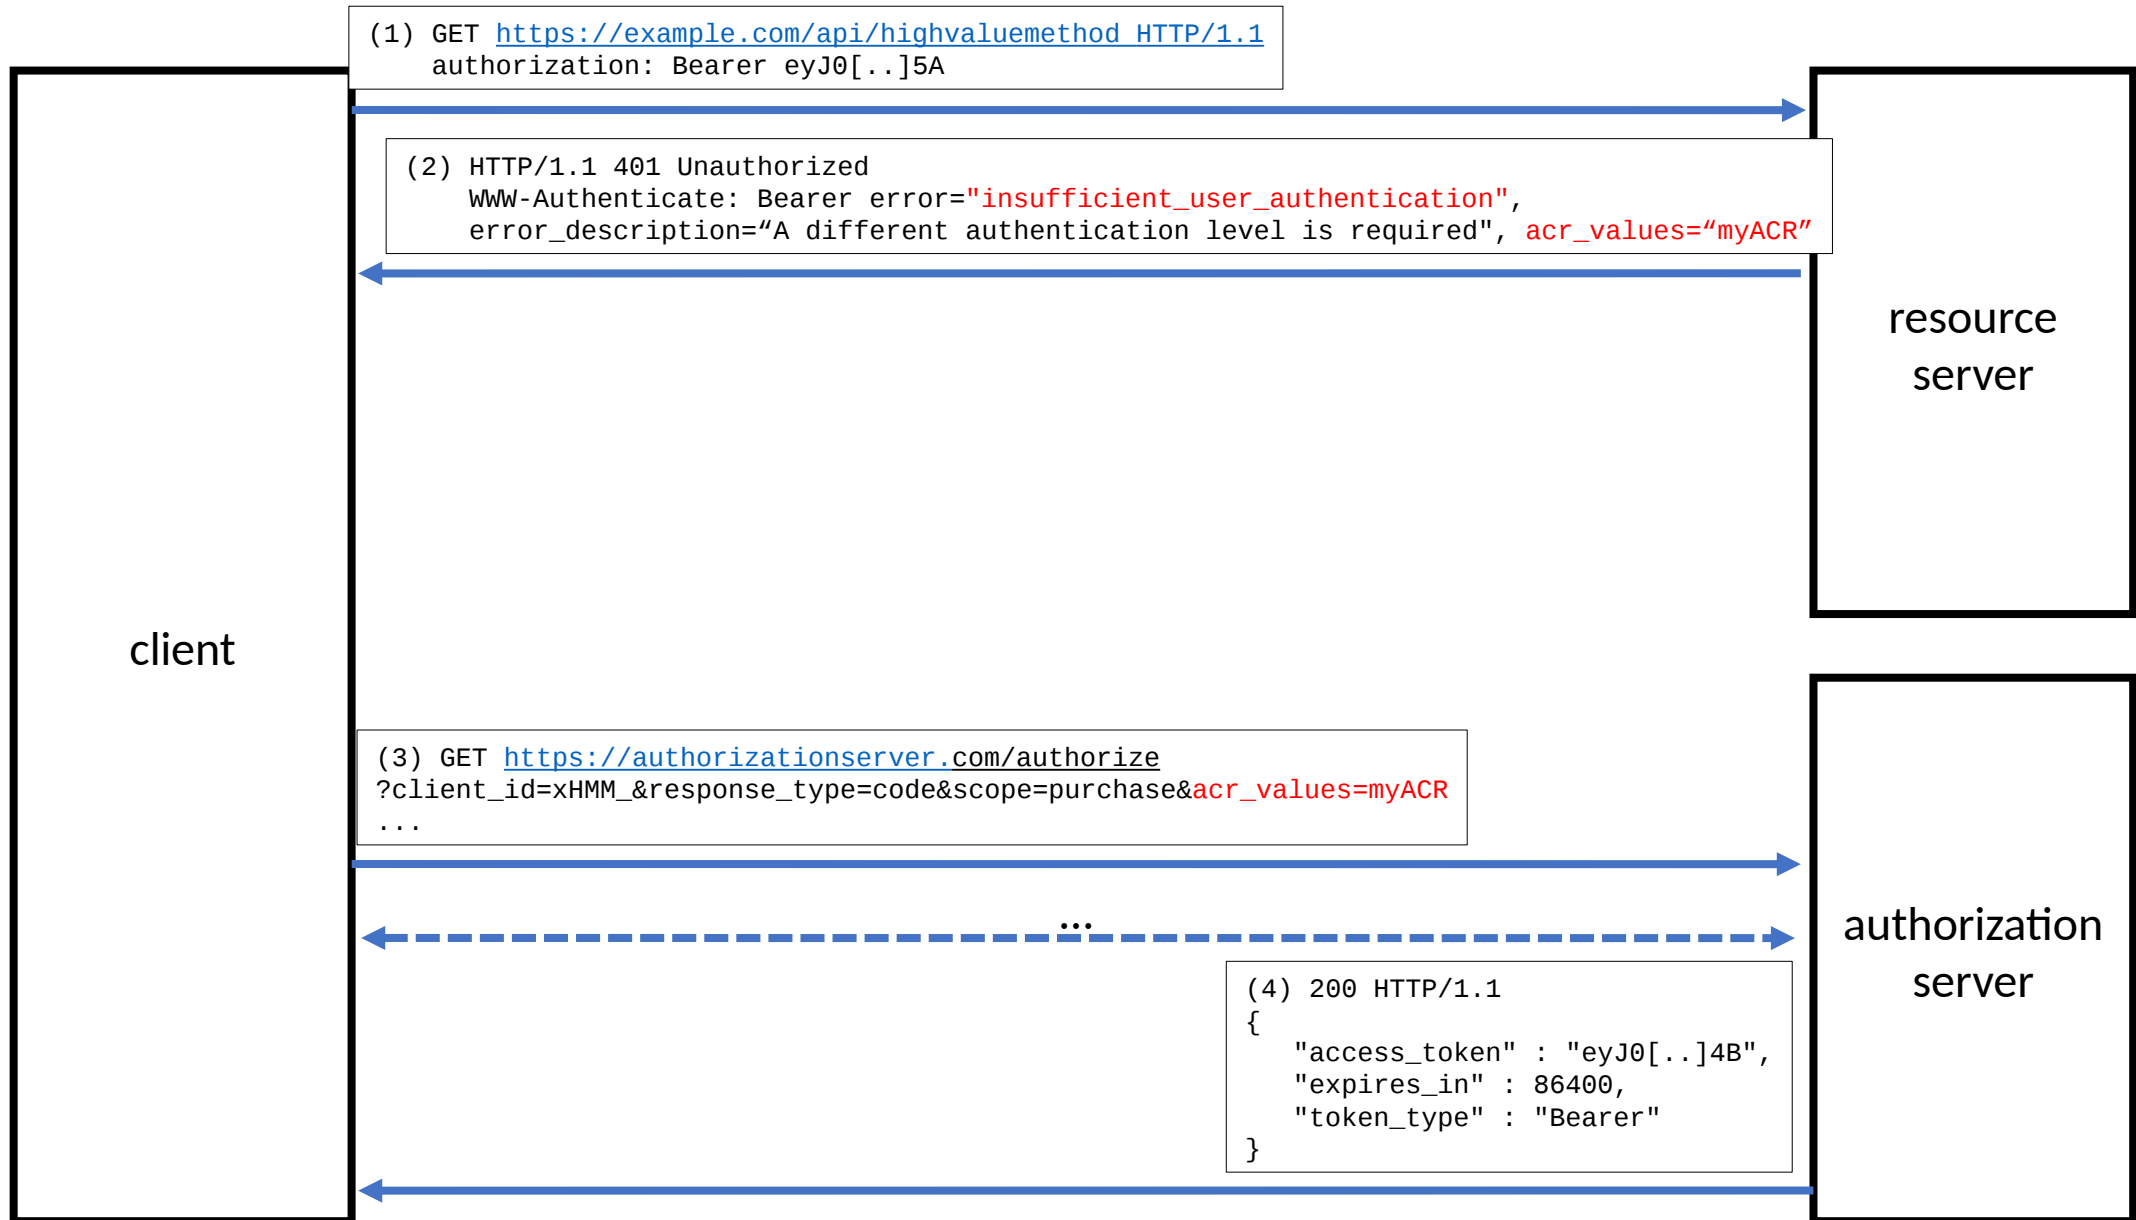 (1) GET https://example.com/api/highvaluemethod HTTP/1.1
authorization: Bearer eyJ0[..]5A
(2) HTTP/1.1 401 Unauthorized
WWW-Authenticate: Bearer error="insufficient_user_authentication",
error_description=“A different authentication level is required", acr_values=“myACR”
resource
server
client
(3) GET https://authorizationserver.com/authorize
?client_id=xHMM_&response_type=code&scope=purchase&acr_values=myACR
...
...
authorization
server
(4) 200 HTTP/1.1
{
"access_token" : "eyJ0[..]4B",
"expires_in" : 86400,
"token_type" : "Bearer"
}